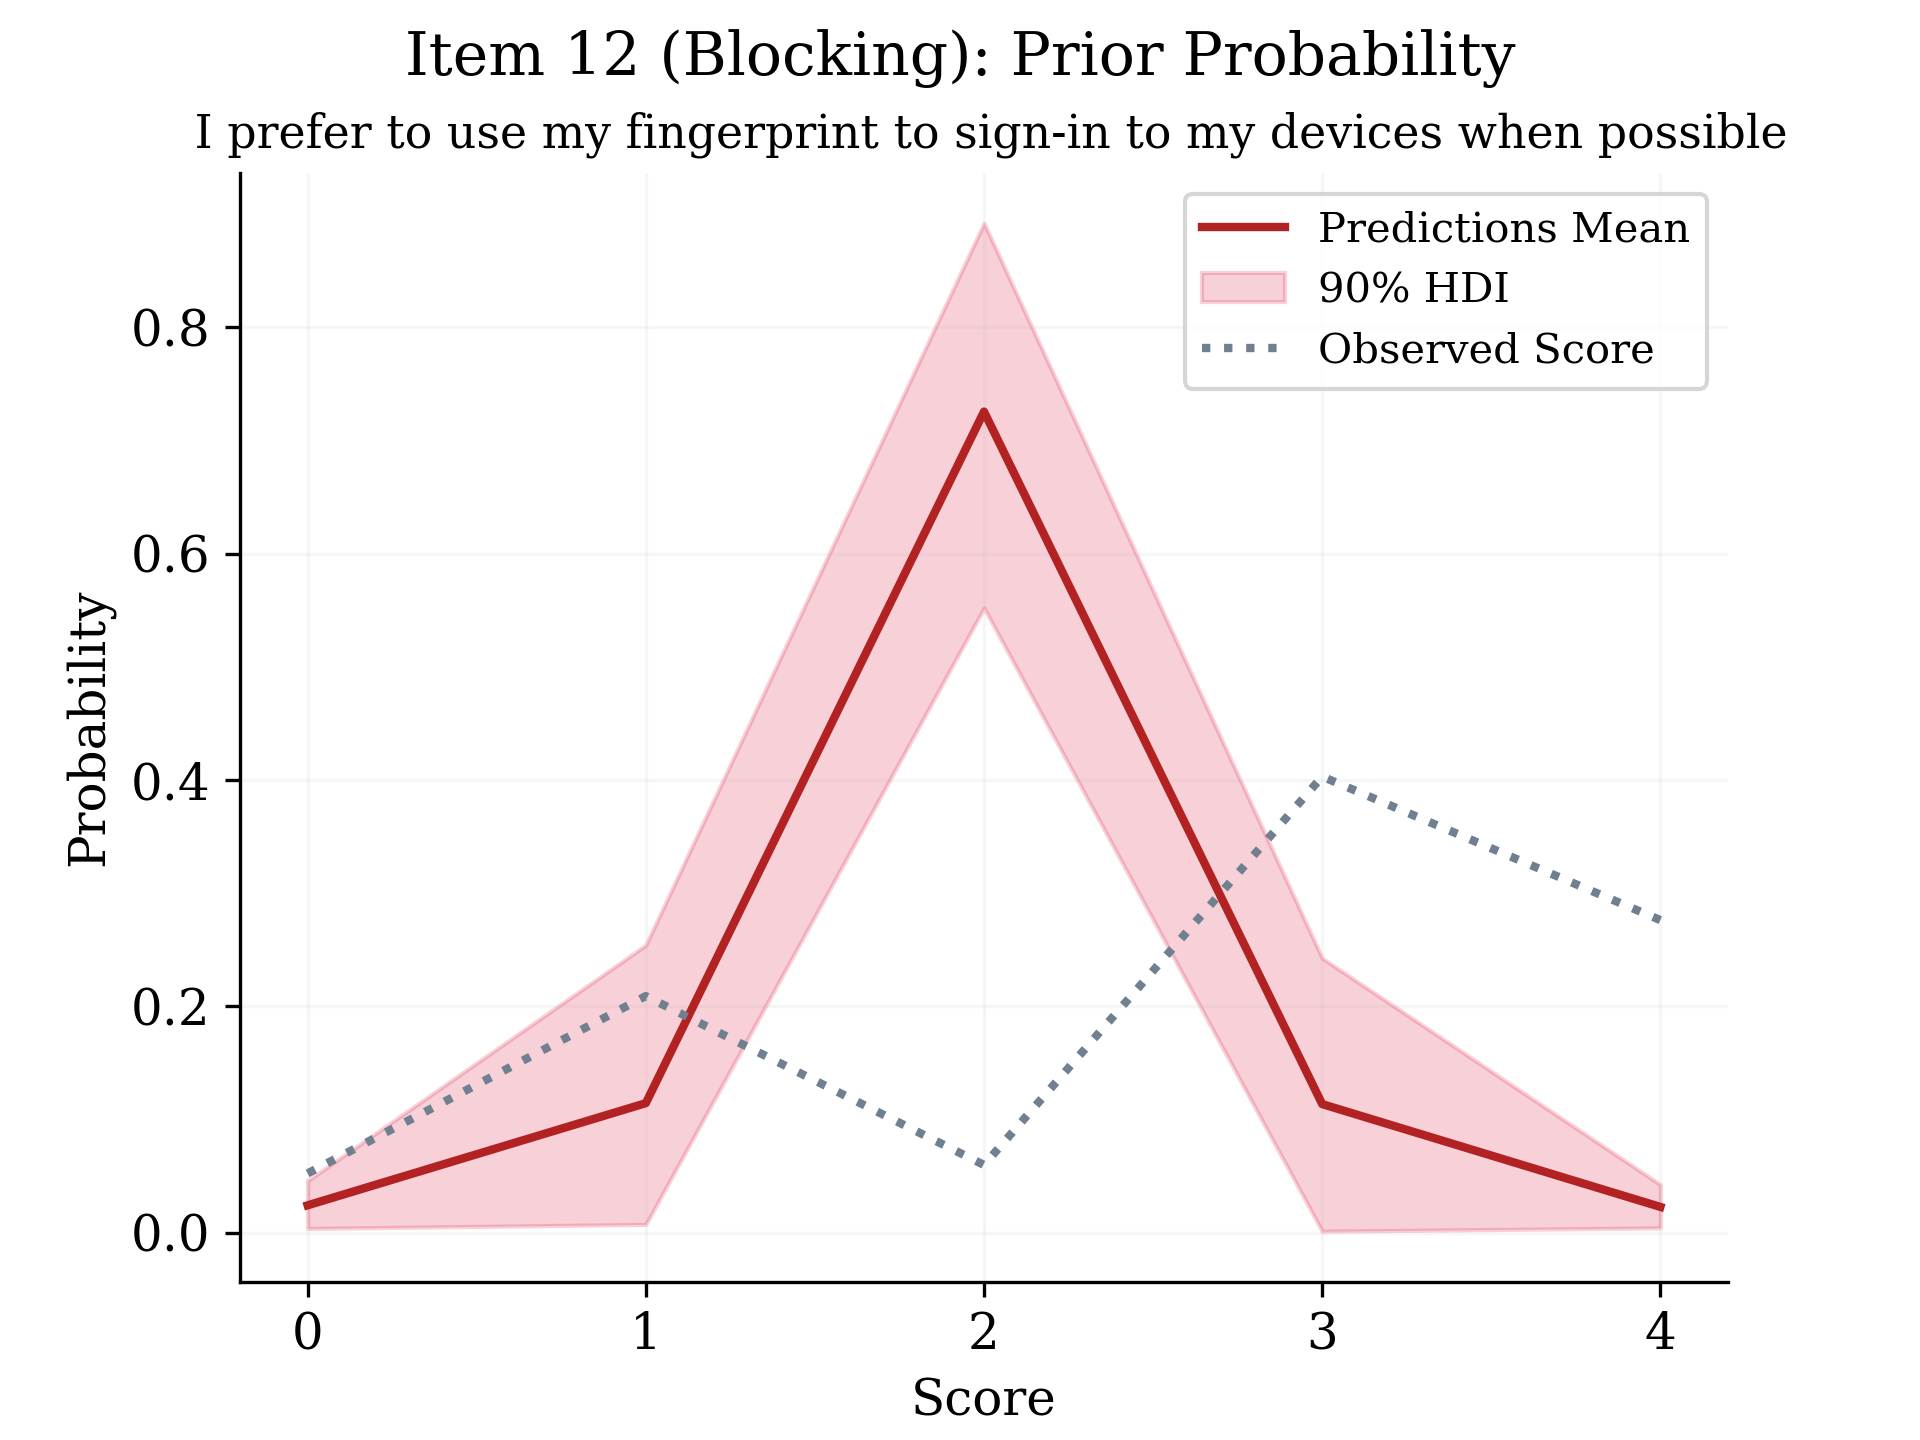 Item 12 (Blocking): Prior Probability
I prefer to use my fingerprint to sign-in to my devices when possible
Predictions Mean
90% HDI
Observed Score
Probability
0.8
0.6
0.4
0.2
0.0
0 1 2 3 4
Score